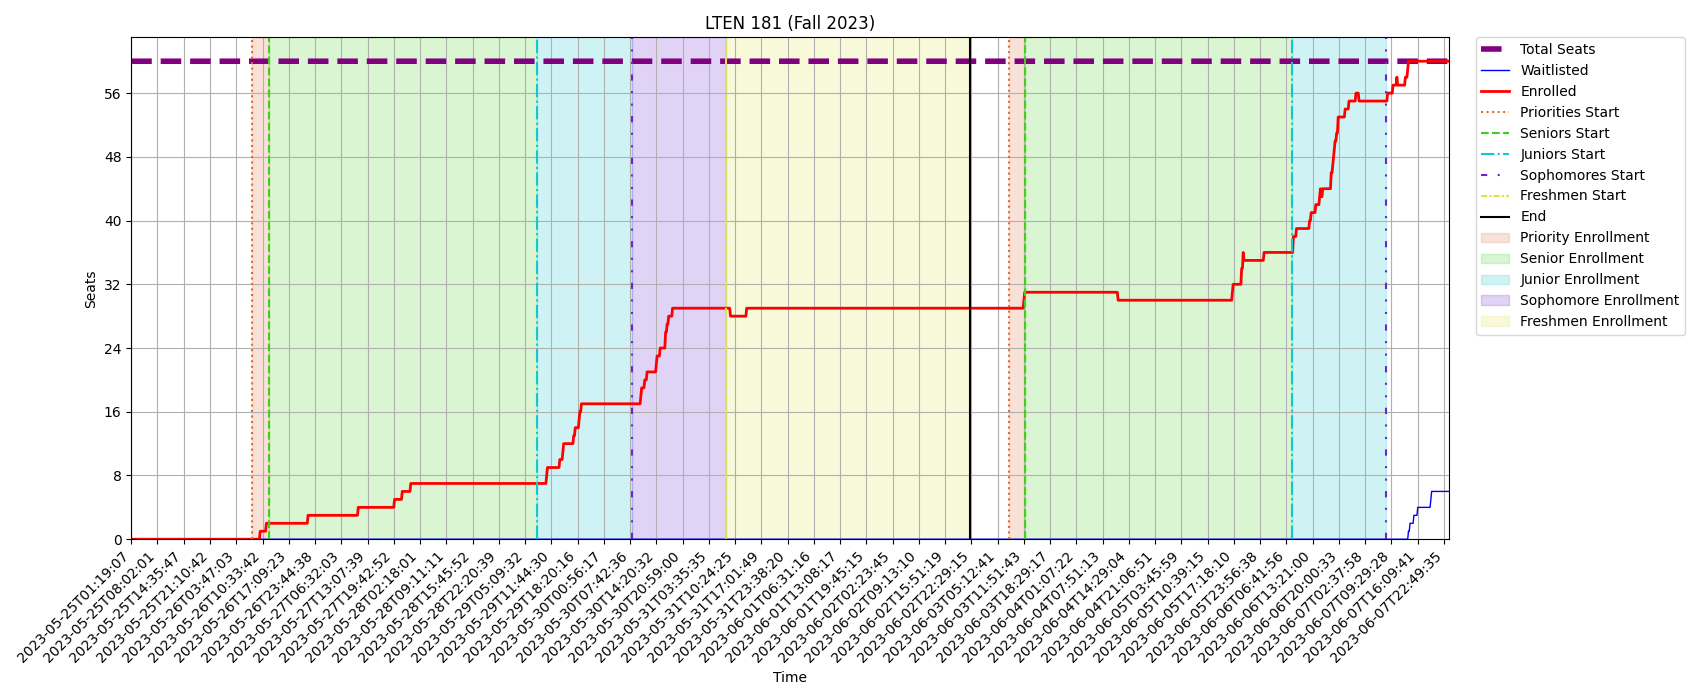 LTEN 181 (Fall 2023)
Total Seats
Waitlisted
Enrolled
Priorities Start
Seniors Start
Juniors Start
Sophomores Start
Freshmen Start
End
Priority Enrollment
Senior Enrollment
Junior Enrollment
Sophomore Enrollment
Freshmen Enrollment
Seats
56
48
40
32
24
16
8
0
2023-05-25T01:19:07
2023-05-25T08:02:01
2023-05-25T14:35:47
2023-05-25T21:10:42
2023-05-26T03:47:03
2023-05-26T10:33:42
2023-05-26T17:09:23
2023-05-26T23:44:38
2023-05-27T06:32:03
2023-05-27T13:07:39
2023-05-27T19:42:52
2023-05-28T02:18:01
2023-05-28T09:11:11
2023-05-28T15:45:52
2023-05-28T22:20:39
2023-05-29T05:09:32
2023-05-29T11:44:30
2023-05-29T18:20:16
2023-05-30T00:56:17
2023-05-30T07:42:36
2023-05-30T14:20:32
2023-05-30T20:59:00
2023-05-31T03:35:35
2023-05-31T10:24:25
2023-05-31T17:01:49
2023-05-31T23:38:20
2023-06-01T06:31:16
2023-06-01T13:08:17
2023-06-01T19:45:15
2023-06-02T02:23:45
2023-06-02T09:13:10
2023-06-02T15:51:19
2023-06-02T22:29:15
2023-06-03T05:12:41
2023-06-03T11:51:43
2023-06-03T18:29:17
2023-06-04T01:07:22
2023-06-04T07:51:13
2023-06-04T14:29:04
2023-06-04T21:06:51
2023-06-05T03:45:59
2023-06-05T10:39:15
2023-06-05T17:18:10
2023-06-05T23:56:38
2023-06-06T06:41:56
2023-06-06T13:21:00
2023-06-06T20:00:33
2023-06-07T02:37:58
2023-06-07T09:29:28
2023-06-07T16:09:41
2023-06-07T22:49:35
Time